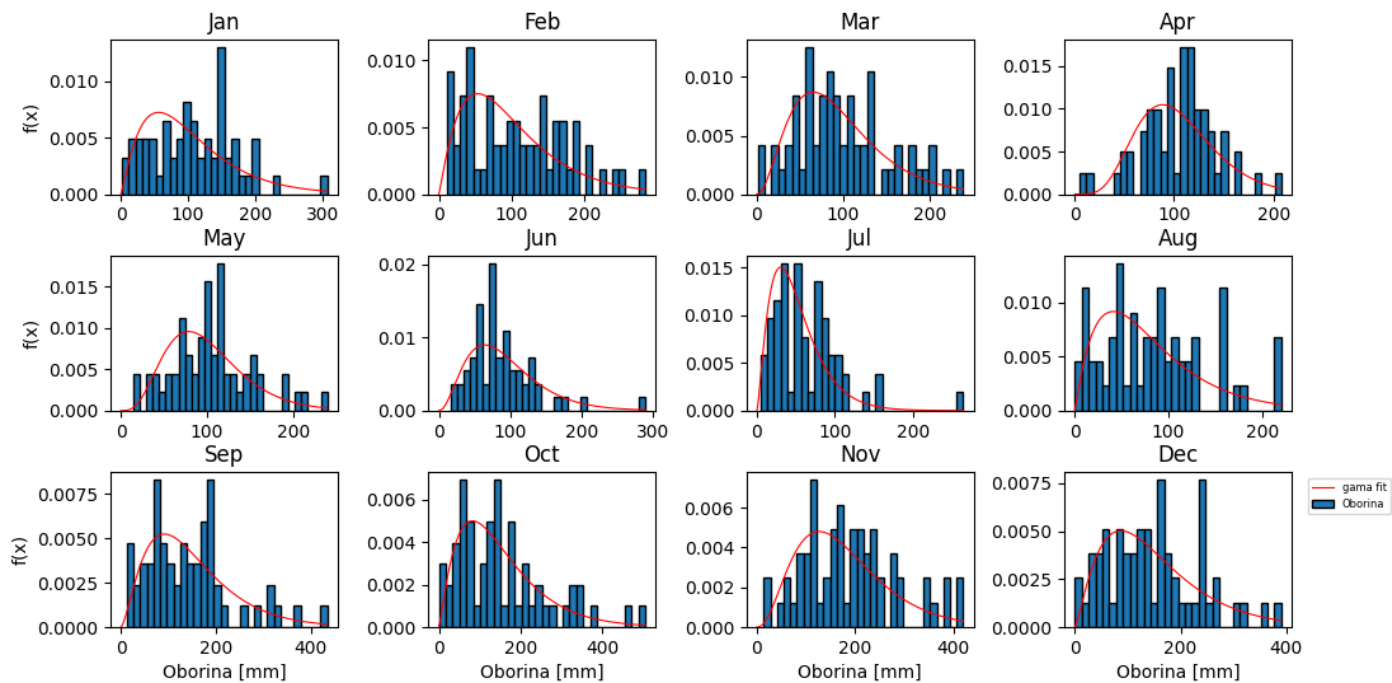 Jan
Feb
Mar
Apr
f(x)
0.010
0.005
0.000
0 100 200 300
0.010
0.005
0.000
0 100 200
0.010
0.005
0.000
0 100 200
0.015
0.010
0.005
0.000
0 100 200
May
Jun
Jul
Aug
f(x)
0.015
0.010
0.005
0.000
0 100 200
0.02
0.01
0.00
0 100 200 300
0.015
0.010
0.005
0.000
0 100 200
0.010
0.005
0.000
0 100 200
Sep
Oct
Nov
Dec
f(x)
0.0075
0.0050
0.0025
0.0000
0 200 400
Oborina [mm]
0.006
0.004
0.002
0.000
0 200 400
Oborina [mm]
0.006
0.004
0.002
0.000
0 100 200 300 400
Oborina [mm]
0.0075
0.0050
0.0025
0.0000
0 200 400
Oborina [mm]
gama fit
Oborina